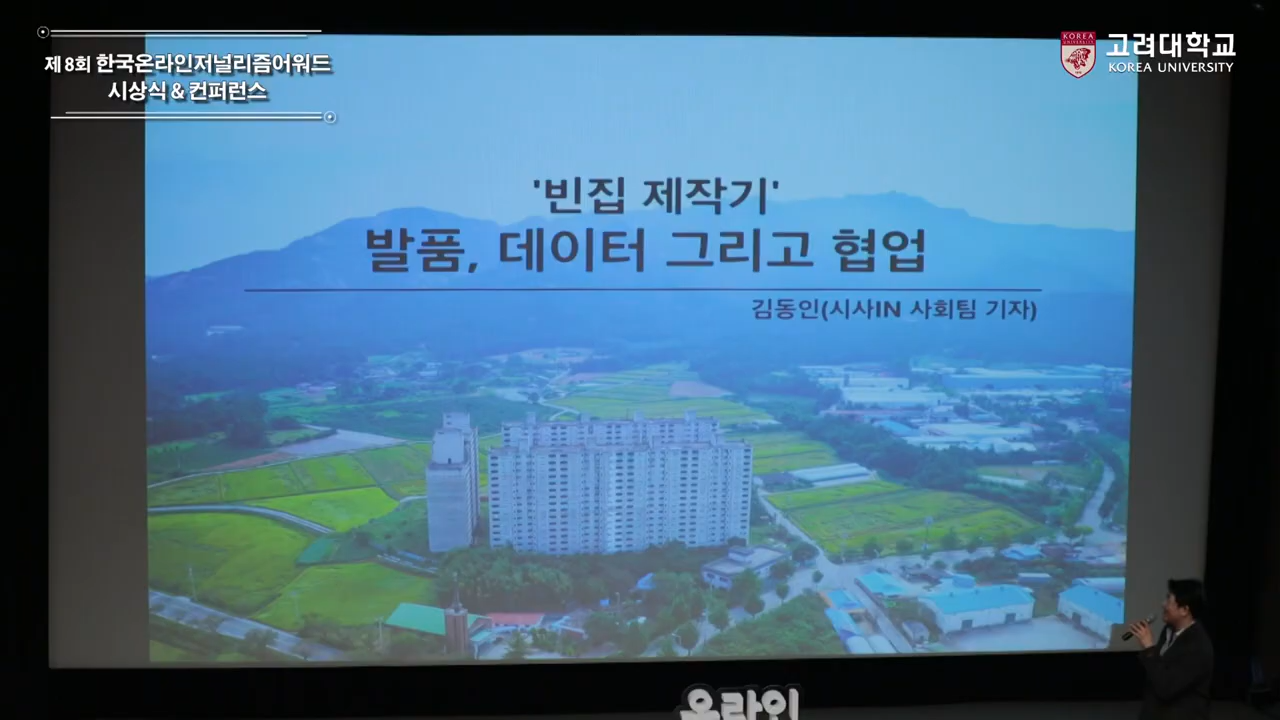 제 8회 한국온라인저널리즘어워드
시상식 & 컨퍼런스
KOREA
UNIVERSITY
고려대학교
KOREA UNIVERSITY
'빈집 제작기'
발품, 데이터 그리고 협업
김동인(시사IN 사회팀 기자)
온라인